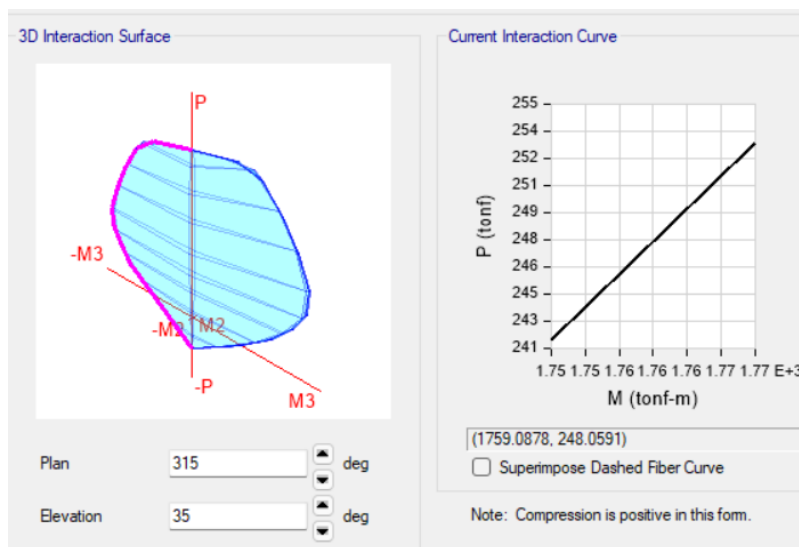 3D Interaction Surface
P
-M3
-M2
M2
-P
M3
Plan
315
deg
Elevation
35
deg
Current Interaction Curve
P (tonf)
255
254
252
251
249
248
246
245
243
241
1.75 1.75 1.76 1.76 1.76 1.77 1.77 E+3
M (tonf-m)
(1759.0878, 248.0591)
Superimpose Dashed Fiber Curve
Note: Compression is positive in this form.